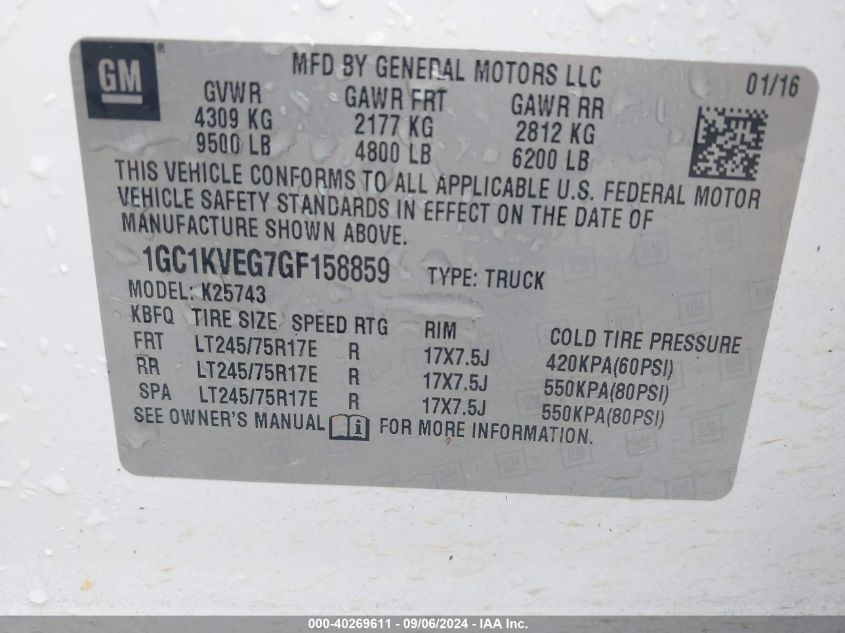 GM ®
MFD BY GENERAL MOTORS LLC 01/16
GVWR GAWR FRT GAWR RR
4309 KG 2177 KG 2812 KG
9500 LB 4800 LB 6200 LB
THIS VEHICLE CONFORMS TO ALL APPLICABLE U.S. FEDERAL MOTOR
VEHICLE SAFETY STANDARDS IN EFFECT ON THE DATE OF
MANUFACTURE SHOWN ABOVE.
1GC1KVEG7GF158859 TYPE: TRUCK
MODEL: K25743
KBFQ TIRE SIZE SPEED RTG RIM COLD TIRE PRESSURE
FRT LT245/75R17E R 17X7.5J 420KPA(60PSI)
RR LT245/75R17E R 17X7.5J 550KPA(80PSI)
SPA LT245/75R17E R 17X7.5J 550KPA(80PSI)
SEE OWNER'S MANUAL i FOR MORE INFORMATION.
000-40269611 - 09/06/2024 - IAA Inc.